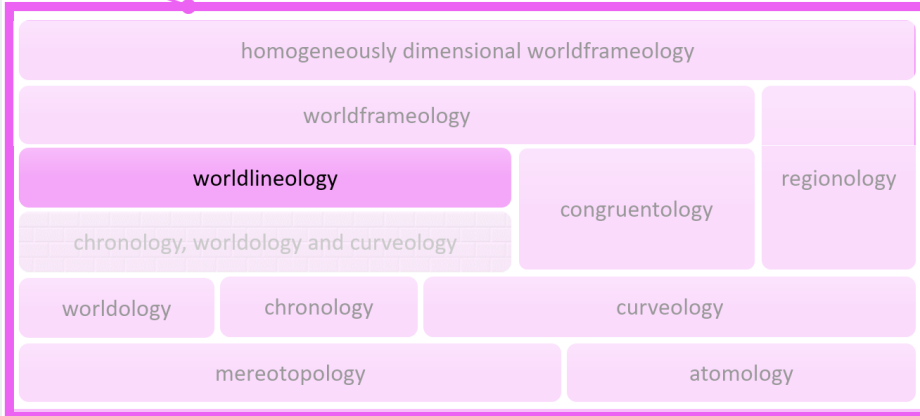 homogeneously dimensional worldframeology
worldframeology
worldlineology
congruentology
regionology
chronology, worldology and curveology
worldology
chronology
curveology
mereotopology
atomology